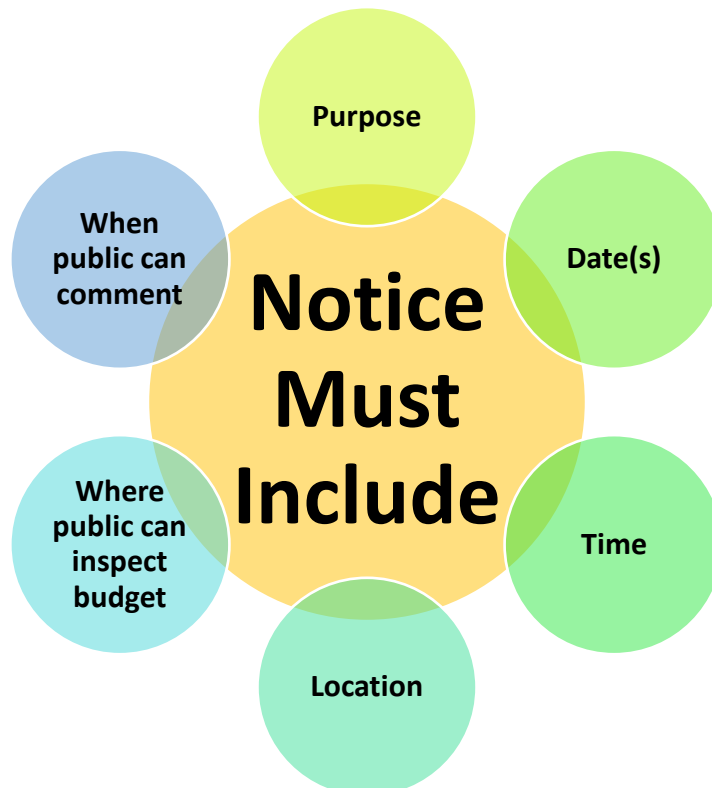 Purpose
Date(s)
Time
Location
Where
public can
inspect
budget
When
public can
comment
Notice
Must
Include